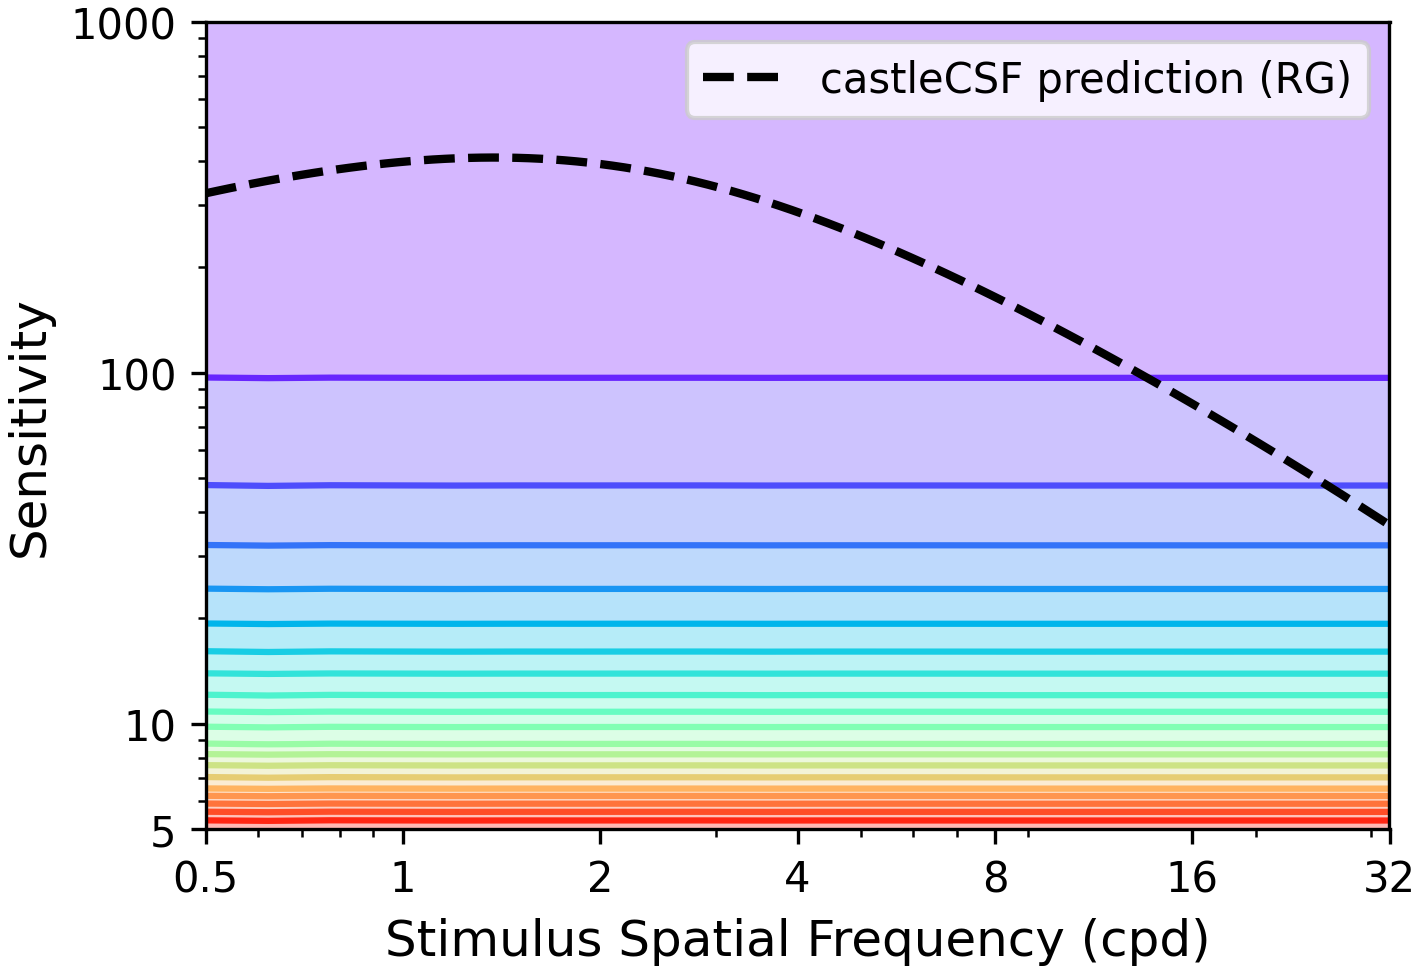 1000
100
10
5
Sensitivity
castleCSF prediction (RG)
0.5 1 2 4 8 16 32
Stimulus Spatial Frequency (cpd)